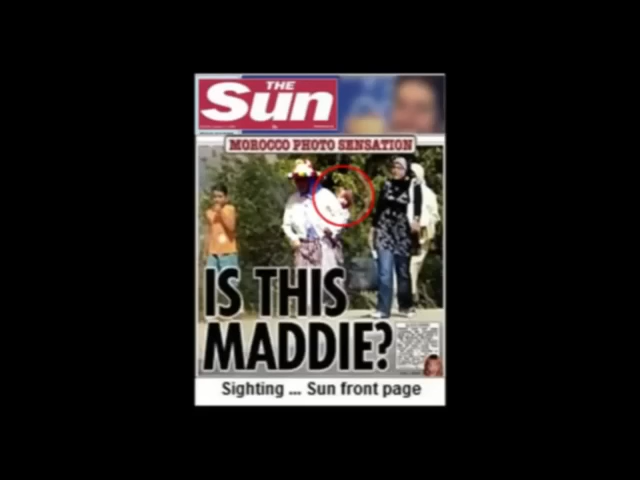 THE
Sun
MOROCCO PHOTO SENSATION
IS THIS
MADDIE?
Sighting ... Sun front page